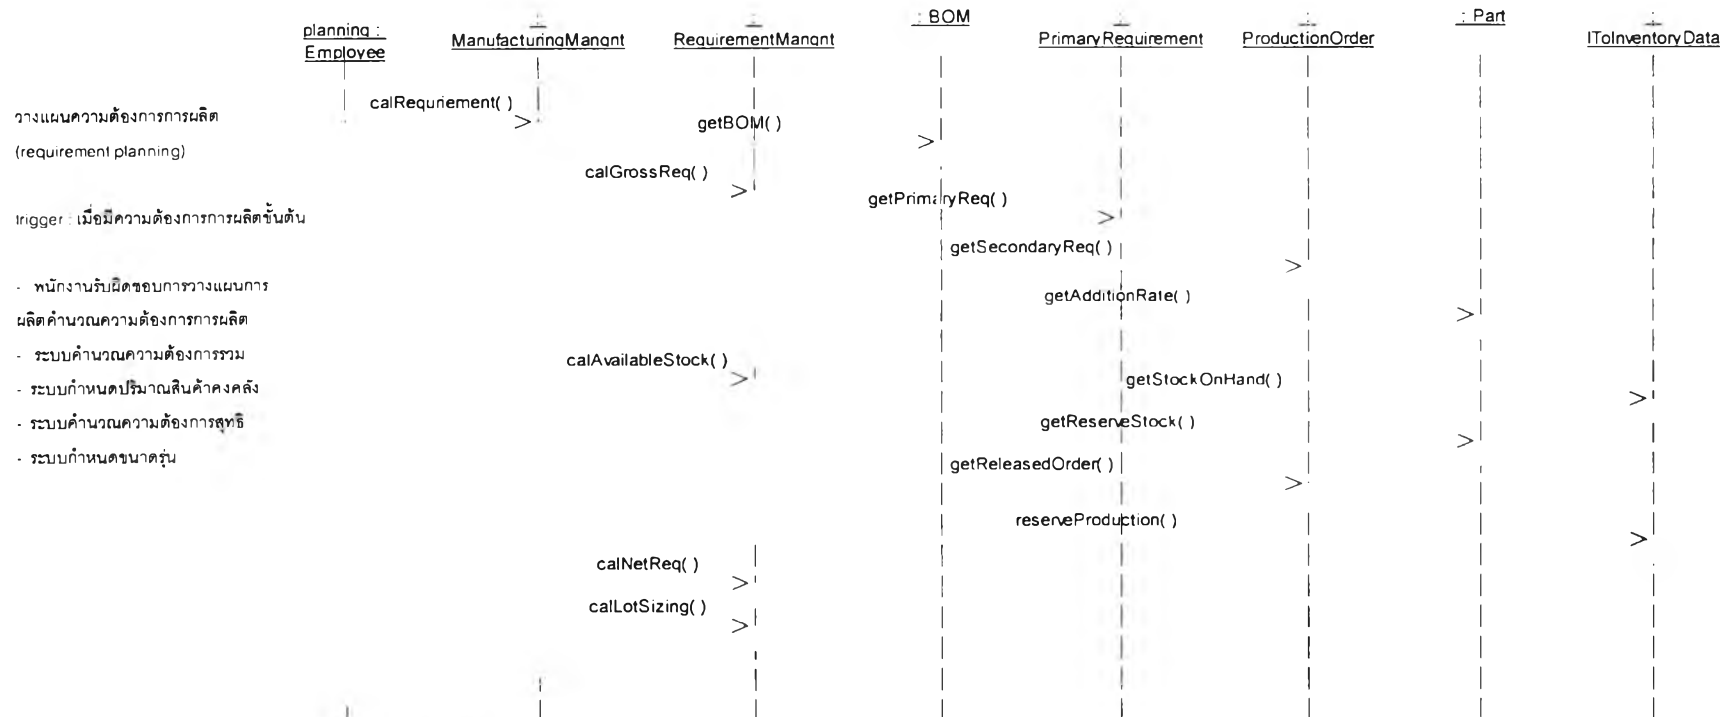 planning :
Employee
:
ManufacturingMangnt
:
RequirementMangnt
: BOM
:
PrimaryRequirement
:
ProductionOrder
: Part
:
IToInventoryData
calRequriement( )
วางแผนความต้องการการผลิต
getBOM( )
(requirement planning)
calGrossReq( )
getPrimaryReq( )
trigger : เมื่อมีความต้องการการผลิตขั้นต้น
getSecondaryReq( )
- พนักงานรับผิดชอบการวางแผนการ
getAdditionRate( )
ผลิตคำนวณความต้องการการผลิต
- ระบบคำนวณความต้องการรวม
calAvailableStock( )
getStockOnHand( )
- ระบบกำหนดปริมาณสินค้าคงคลัง
- ระบบคำนวณความต้องการสุทธิ
getReserveStock( )
- ระบบกำหนดขนาดรุ่น
getReleasedOrder( )
reserveProduction( )
calNetReq( )
calLotSizing( )